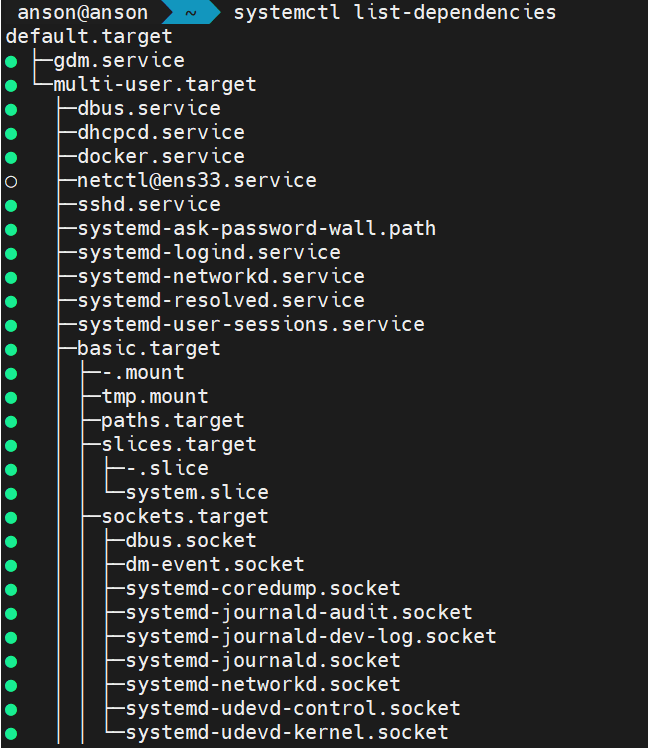 anson@anson ~ systemctl list-dependencies
default.target
● ├─gdm.service
● └─multi-user.target
●   ├─dbus.service
●   ├─dhcpcd.service
●   ├─docker.service
○   ├─netctl@ens33.service
●   ├─sshd.service
●   ├─systemd-ask-password-wall.path
●   ├─systemd-logind.service
●   ├─systemd-networkd.service
●   ├─systemd-resolved.service
●   ├─systemd-user-sessions.service
●   ├─basic.target
●   │ ├─-.mount
●   │ ├─tmp.mount
●   │ ├─paths.target
●   │ ├─slices.target
●   │ │ ├─-.slice
●   │ │ └─system.slice
●   │ ├─sockets.target
●   │ │ ├─dbus.socket
●   │ │ ├─dm-event.socket
●   │ │ ├─systemd-coredump.socket
●   │ │ ├─systemd-journald-audit.socket
●   │ │ ├─systemd-journald-dev-log.socket
●   │ │ ├─systemd-journald.socket
●   │ │ ├─systemd-networkd.socket
●   │ │ ├─systemd-udevd-control.socket
●   │ │ └─systemd-udevd-kernel.socket